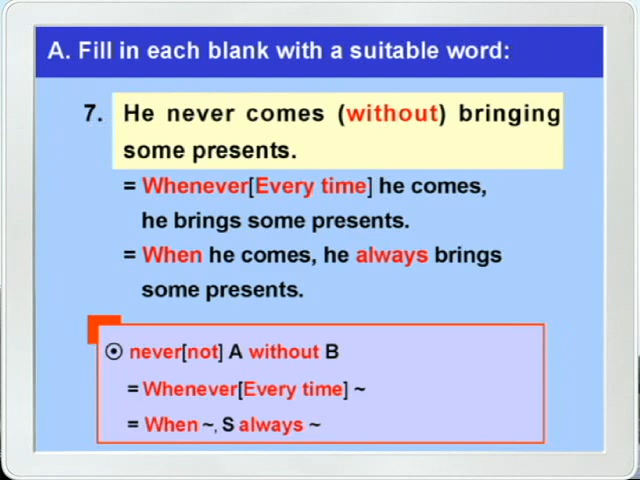 A. Fill in each blank with a suitable word:
7. He never comes (without) bringing
some presents.
= Whenever[Every time] he comes,
he brings some presents.
= When he comes, he always brings
some presents.
⊙ never[not] A without B
= Whenever[Every time] ~
= When ~, S always ~